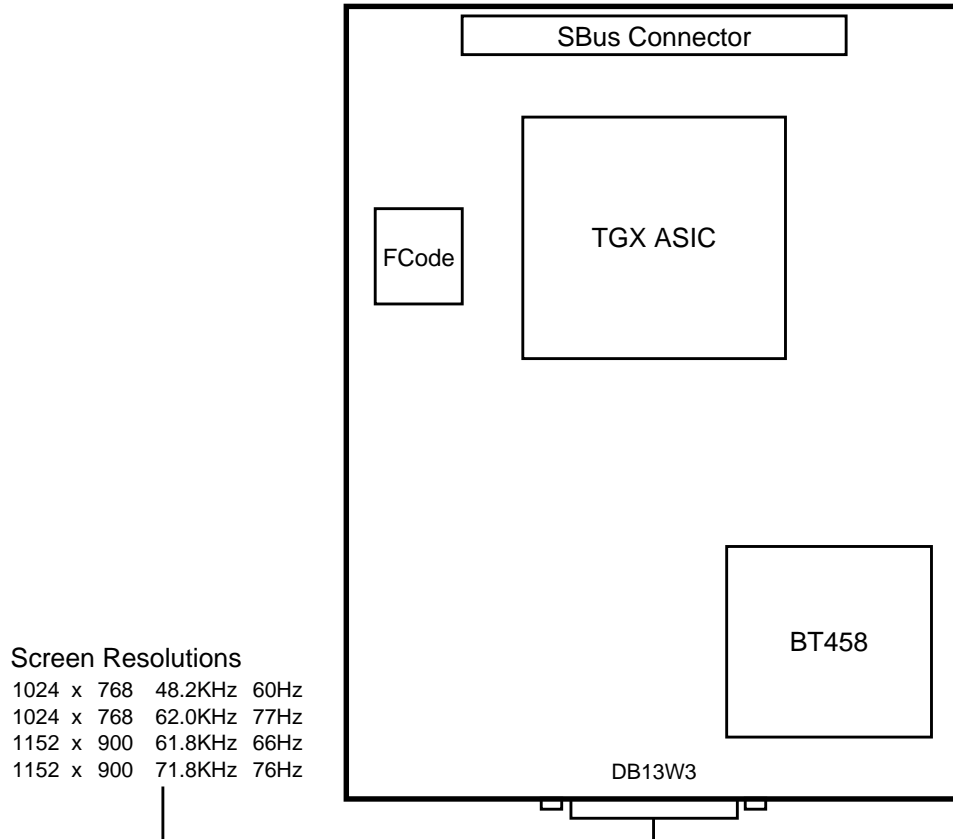 SBus Connector
TGX ASIC
FCode
BT458
Screen Resolutions
1024 x 768 48.2KHz 60Hz
1024 x 768 62.0KHz 77Hz
1152 x 900 61.8KHz 66Hz
1152 x 900 71.8KHz 76Hz
DB13W3